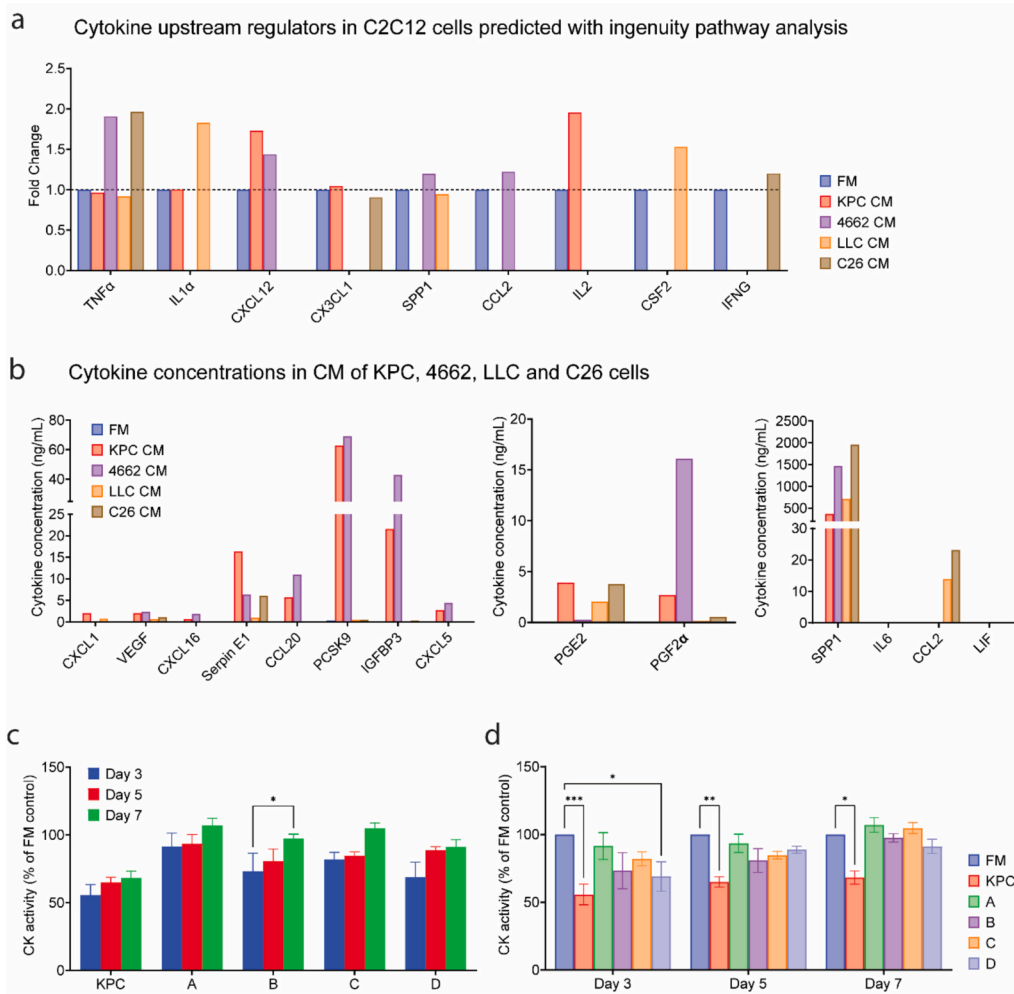 a
Cytokine upstream regulators in C2C12 cells predicted with ingenuity pathway analysis
Fold Change
2.5
2.0
1.5
1.0
0.5
0.0
TNFα
IL1α
CXCL12
CX3CL1
SPP1
CCL2
IL2
CSF2
IFNG
FM
KPC CM
4662 CM
LLC CM
C26 CM
b
Cytokine concentrations in CM of KPC, 4662, LLC and C26 cells
Cytokine concentration (ng/mL)
80
60
40
25
20
15
10
5
0
FM
KPC CM
4662 CM
LLC CM
C26 CM
CXCL1
VEGF
CXCL16
Serpin E1
CCL20
PCSK9
IGFBP3
CXCL5
Cytokine concentration (ng/mL)
20
15
10
5
0
PGE2
PGF2α
Cytokine concentration (ng/mL)
2500
2000
1500
1000
500
30
20
10
0
SPP1
IL6
CCL2
LIF
c
CK activity (% of FM control)
150
100
50
0
Day 3
Day 5
Day 7
*
KPC
A
B
C
D
d
CK activity (% of FM control)
150
100
50
0
*
***
**
*
Day 3
Day 5
Day 7
FM
KPC
A
B
C
D